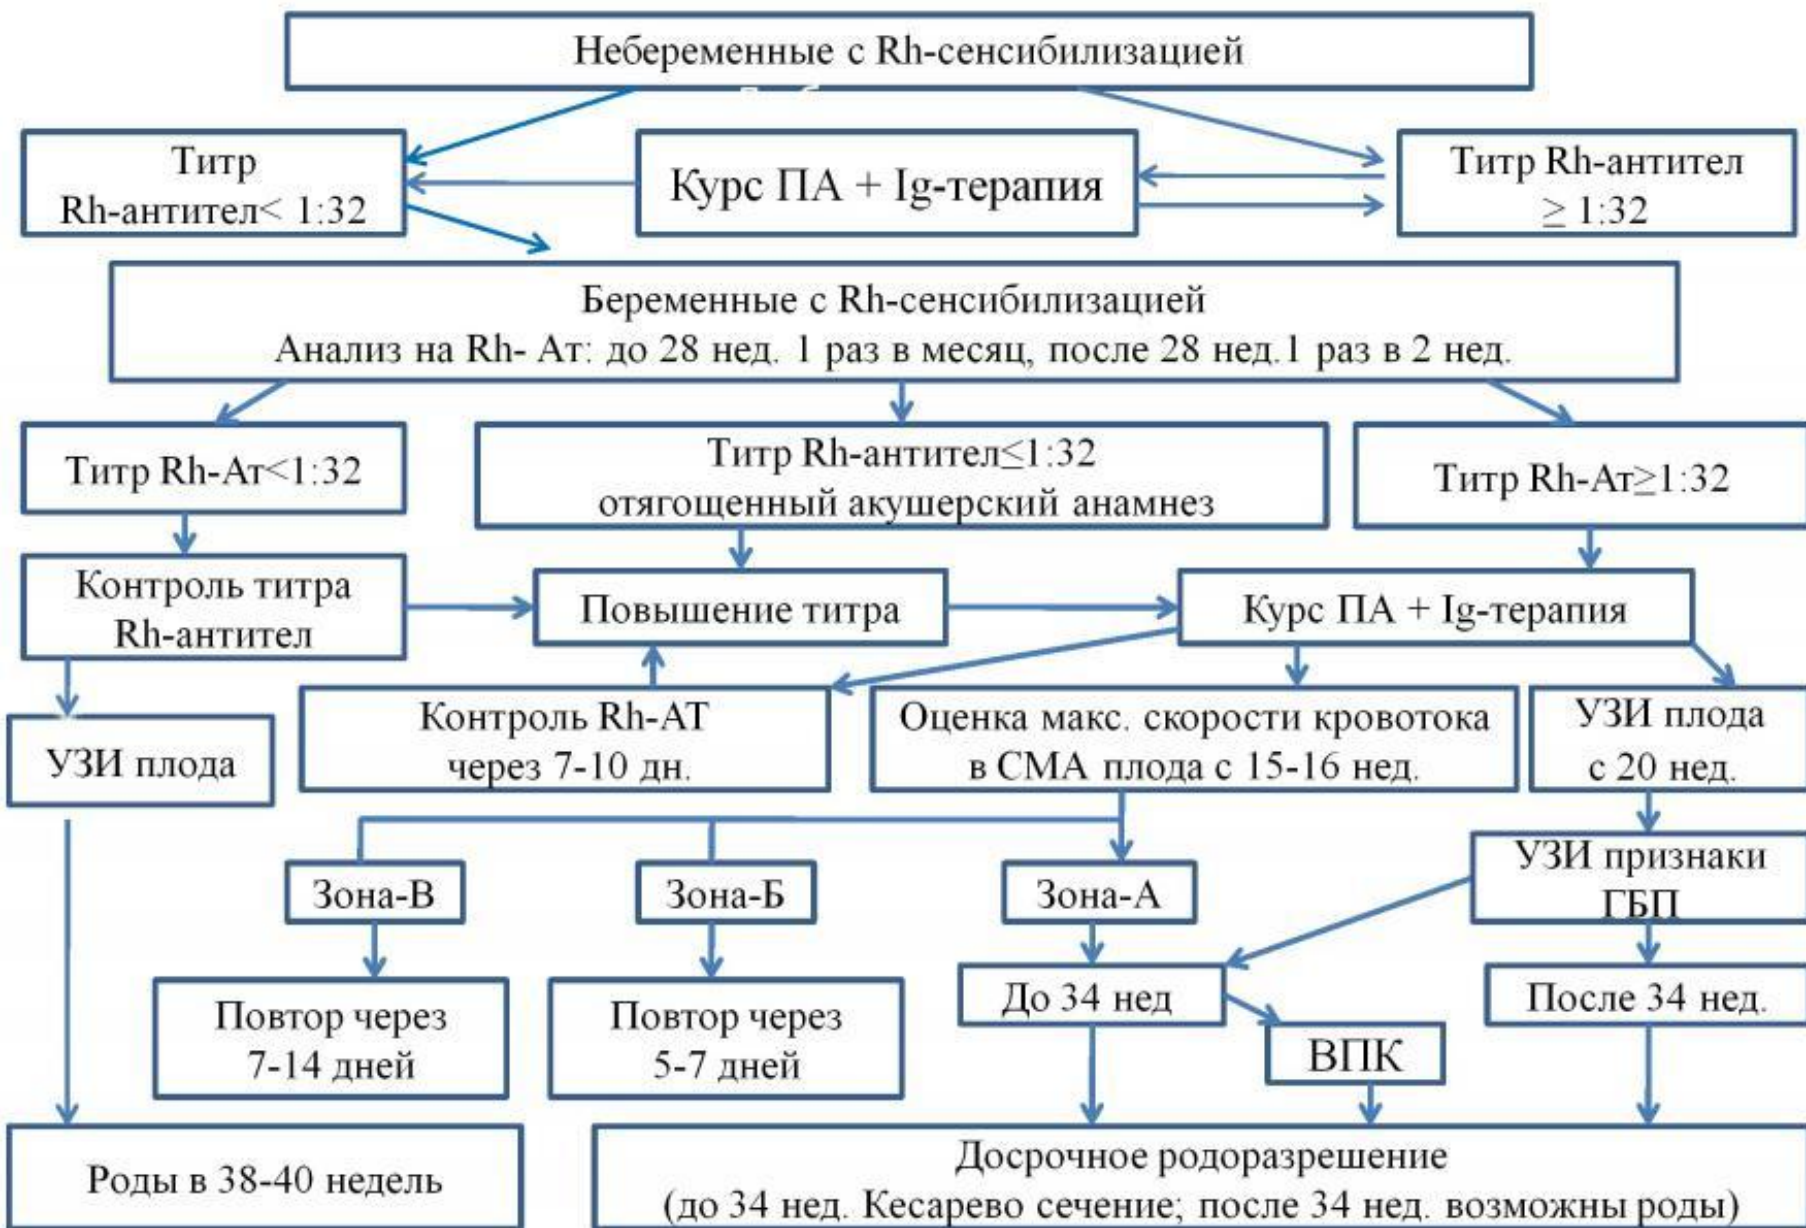 Небеременные с Rh-сенсибилизацией
Титр
Rh-антител< 1:32
Курс ПА + Ig-терапия
Титр Rh-антител
≥ 1:32
Беременные с Rh-сенсибилизацией
Анализ на Rh- Ат: до 28 нед. 1 раз в месяц, после 28 нед.1 раз в 2 нед.
Титр Rh-Ат<1:32
Титр Rh-антител≤1:32
отягощенный акушерский анамнез
Титр Rh-Ат≥1:32
Контроль титра
Rh-антител
Повышение титра
Курс ПА + Ig-терапия
УЗИ плода
Контроль Rh-АТ
через 7-10 дн.
Оценка макс. скорости кровотока
в СМА плода с 15-16 нед.
УЗИ плода
с 20 нед.
Зона-В
Зона-Б
Зона-А
УЗИ признаки
ГБП
Повтор через
7-14 дней
Повтор через
5-7 дней
До 34 нед
После 34 нед.
ВПК
Роды в 38-40 недель
Досрочное родоразрешение
(до 34 нед. Кесарево сечение; после 34 нед. возможны роды)